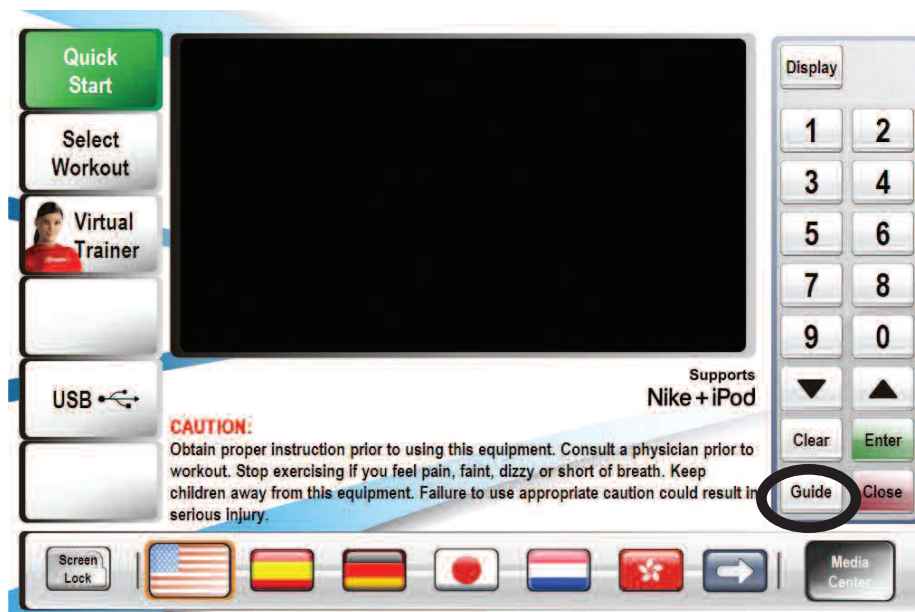 Quick
Start
Display
Select
Workout
1 2
3 4
Virtual
Trainer
5 6
7 8
9 0
USB
Supports
Nike + iPod
CAUTION:
Obtain proper instruction prior to using this equipment. Consult a physician prior to
workout. Stop exercising if you feel pain, faint, dizzy or short of breath. Keep
children away from this equipment. Failure to use appropriate caution could result in
serious injury.
Clear Enter
Guide Close
Screen
Lock
Media
Center